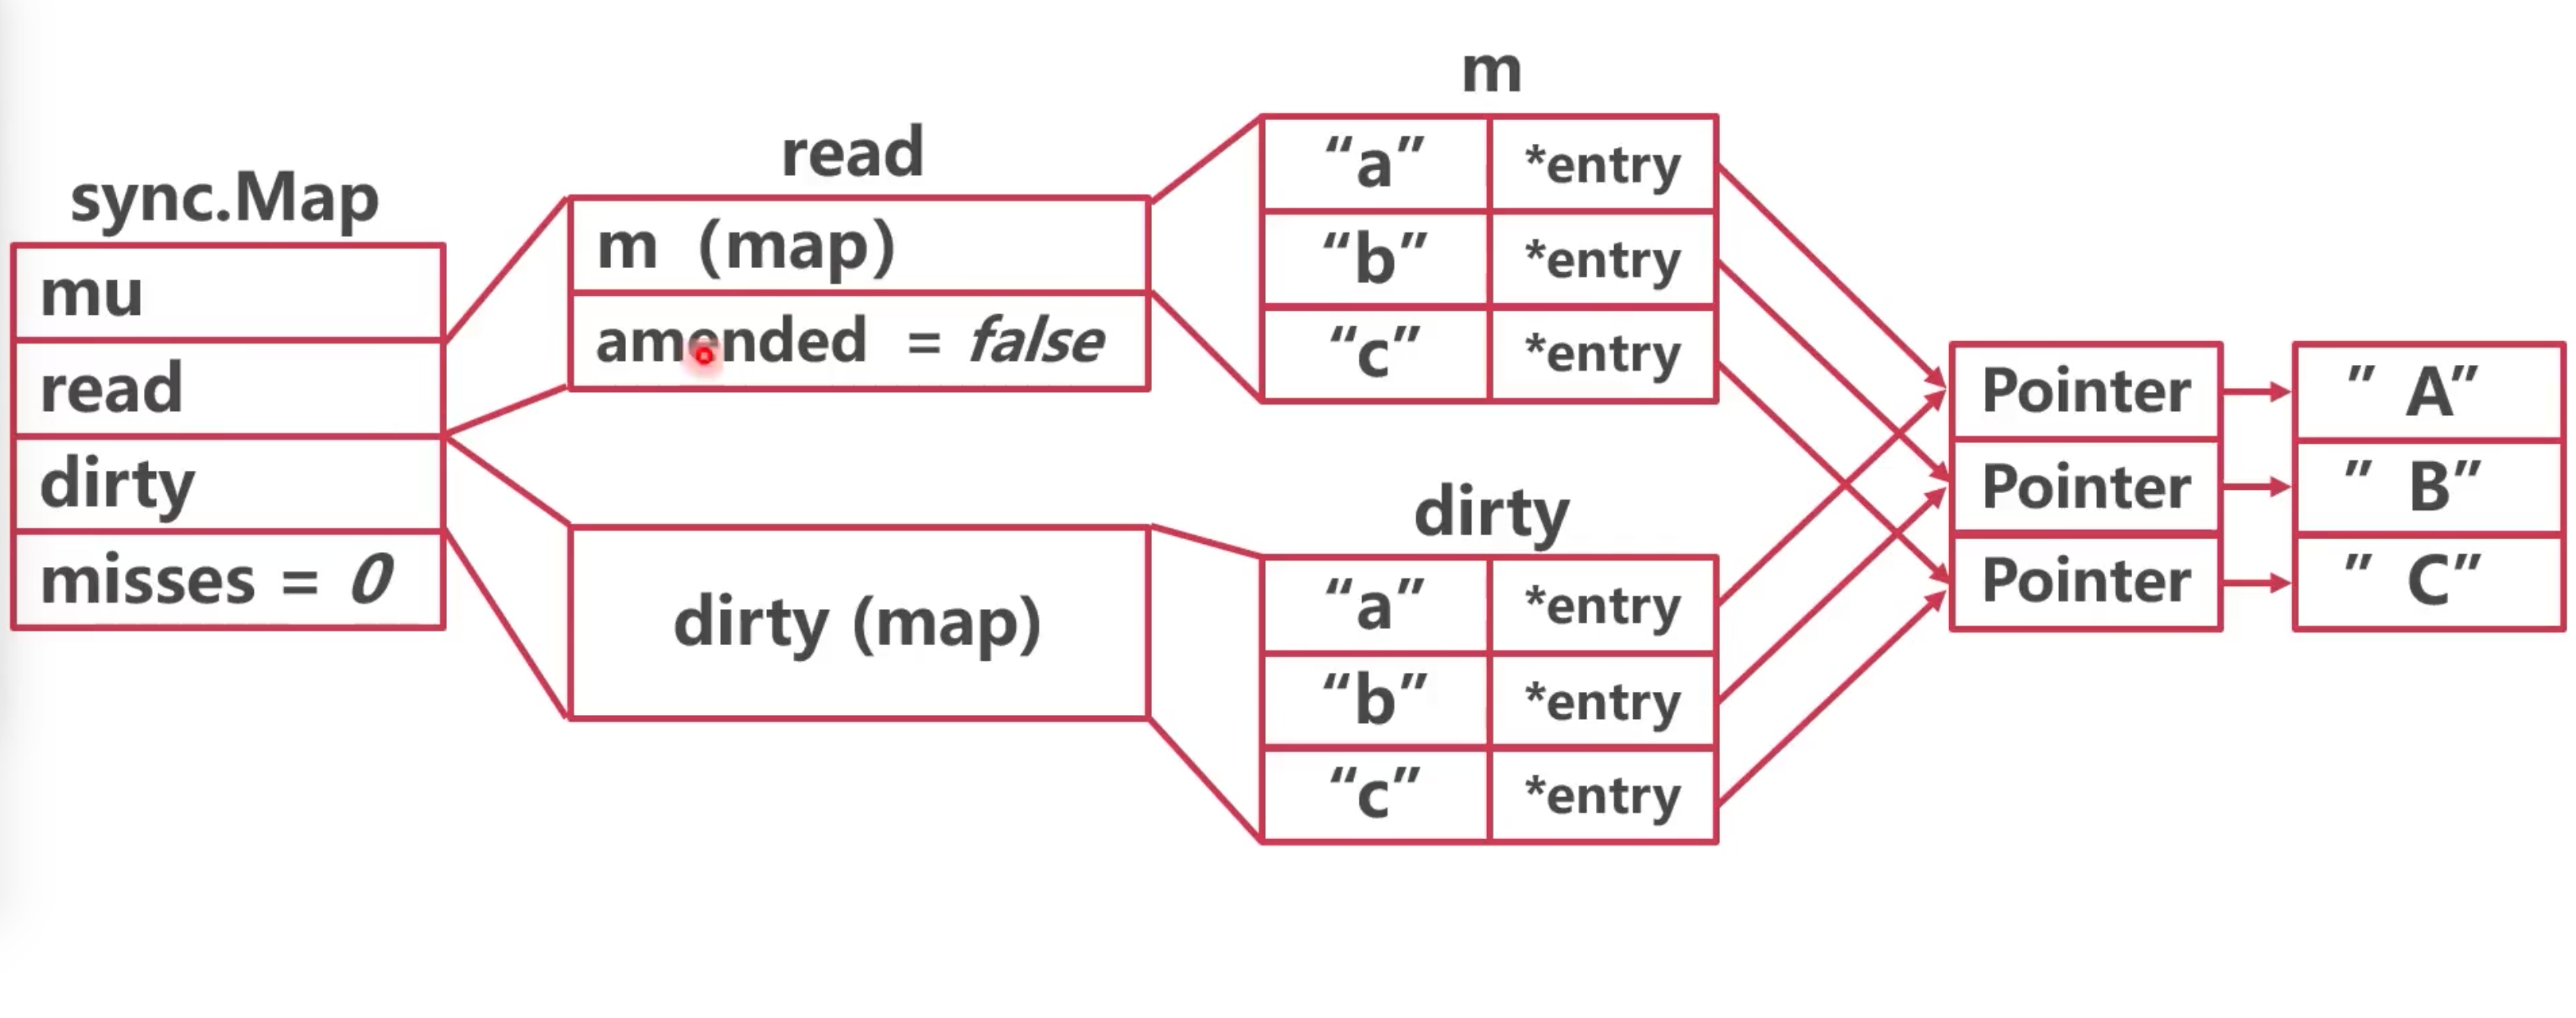 sync.Map
mu
read
dirty
misses = 0
read
m (map)
amended = false
dirty (map)
m
“a” *entry
“b” *entry
“c” *entry
dirty
“a” *entry
“b” *entry
“c” *entry
Pointer ” A”
Pointer ” B”
Pointer ” C”